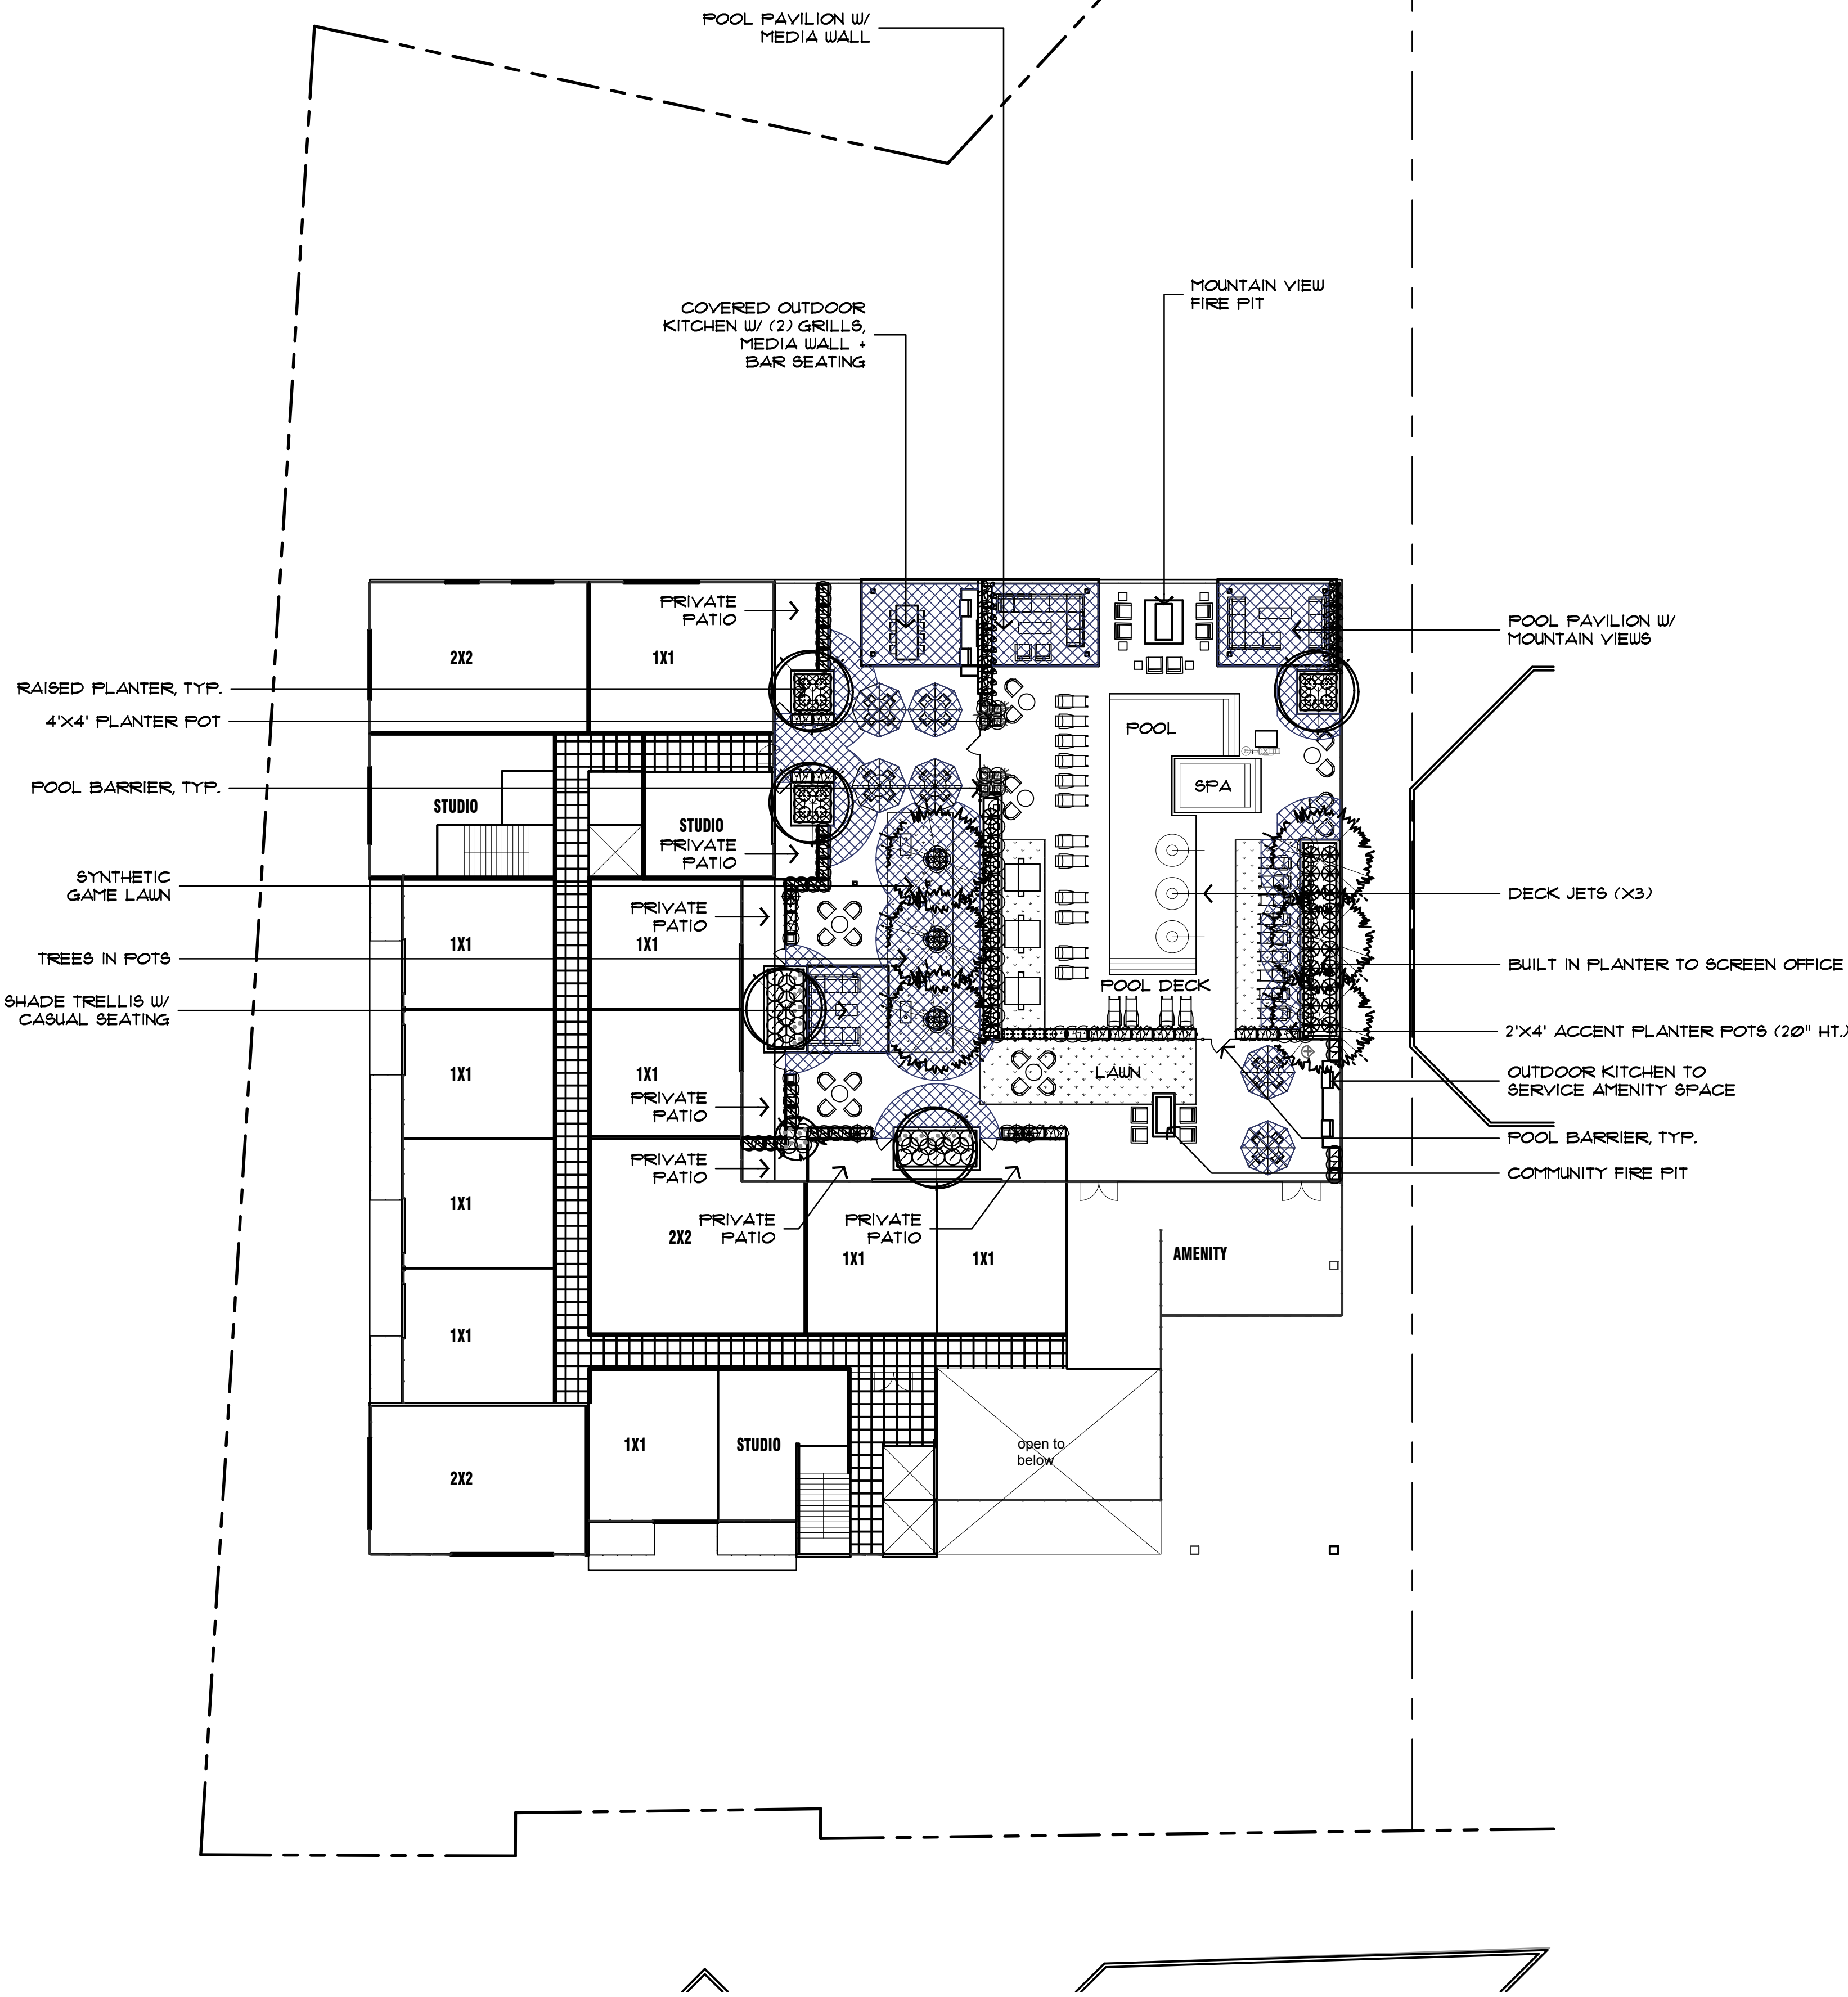 POOL PAVILION W/
MEDIA WALL
MOUNTAIN VIEW
FIRE PIT
COVERED OUTDOOR
KITCHEN W/ (2) GRILLS,
MEDIA WALL +
BAR SEATING
PRIVATE
PATIO
POOL PAVILION W/
MOUNTAIN VIEWS
2X2
1X1
RAISED PLANTER, TYP.
4'X4' PLANTER POT
POOL
POOL BARRIER, TYP.
SPA
STUDIO
STUDIO
PRIVATE
PATIO
SYNTHETIC
GAME LAWN
DECK JETS (X3)
PRIVATE
PATIO
1X1
1X1
TREES IN POTS
BUILT IN PLANTER TO SCREEN OFFICE
POOL DECK
SHADE TRELLIS W/
CASUAL SEATING
2'X4' ACCENT PLANTER POTS (20" HT.)
1X1
1X1
LAWN
OUTDOOR KITCHEN TO
SERVICE AMENITY SPACE
PRIVATE
PATIO
POOL BARRIER, TYP.
PRIVATE
PATIO
COMMUNITY FIRE PIT
1X1
PRIVATE
PATIO
PRIVATE
PATIO
2X2
1X1
1X1
AMENITY
1X1
1X1
STUDIO
open to
below
2X2